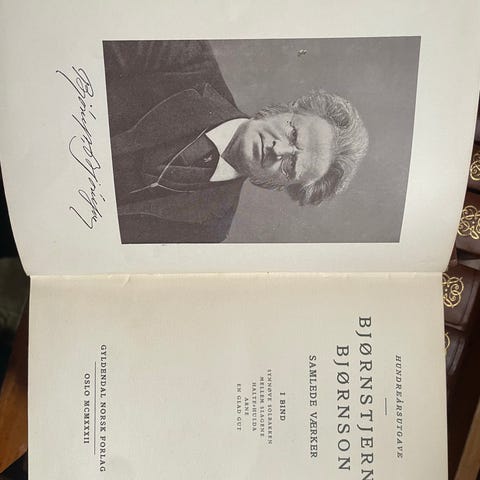 HUNDREÅRSUTGAVE
BJØRNSTJERN
BJØRNSON
SAMLEDE VÆRKER
I BIND
SYNNØVE SOLBAKKEN
MELLEM SLAGENE
HALTE-HULDA
ARNE
EN GLAD GUT
GYLDENDAL NORSK FORLAG
OSLO MCMXXXII